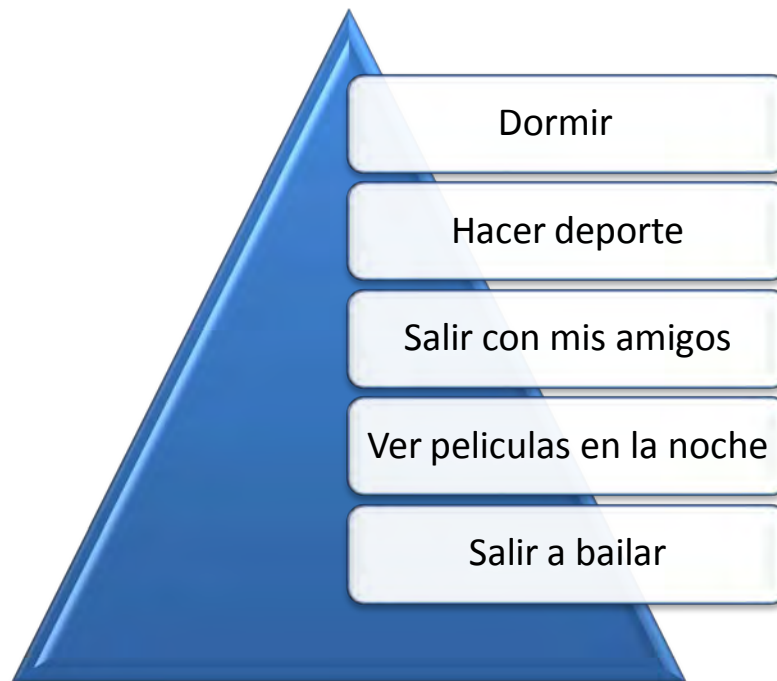 Dormir
Hacer deporte
Salir con mis amigos
Ver peliculas en la noche
Salir a bailar